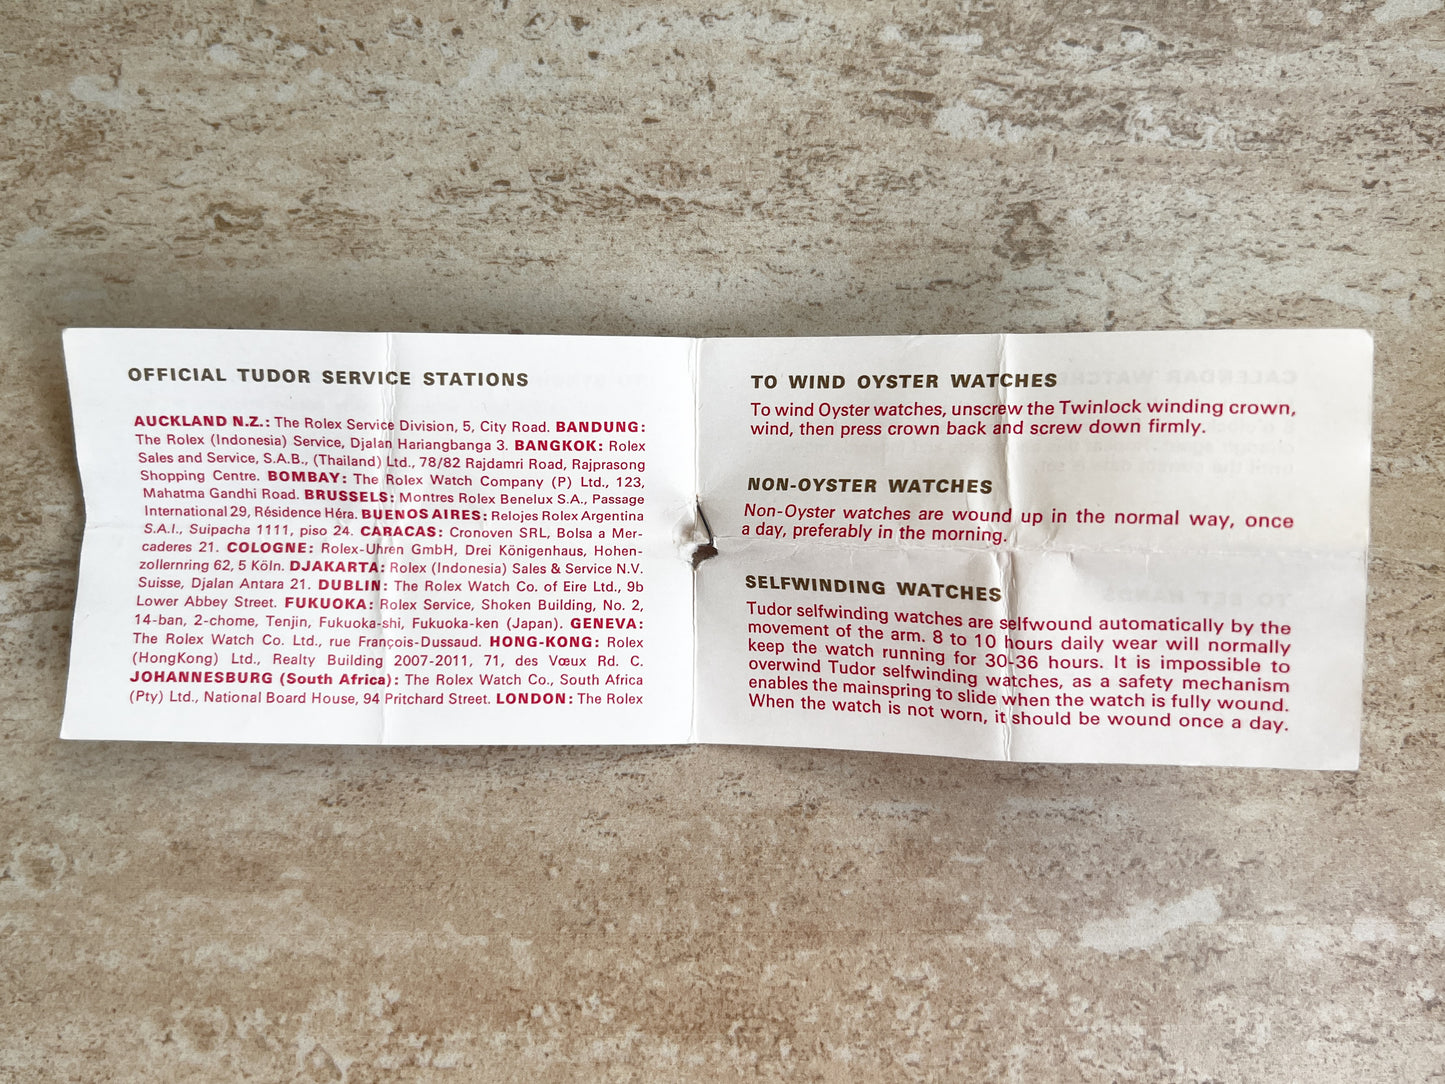 OFFICIAL TUDOR SERVICE STATIONS
AUCKLAND N.Z.: The Rolex Service Division, 5, City Road. BANDUNG:
The Rolex (Indonesia) Service, Djalan Hariangbanga 3. BANGKOK: Rolex
Sales and Service, S.A.B., (Thailand) Ltd., 78/82 Rajdamri Road, Rajprasong
Shopping Centre. BOMBAY: The Rolex Watch Company (P) Ltd., 123,
Mahatma Gandhi Road. BRUSSELS: Montres Rolex Benelux S.A., Passage
International 29, Résidence Héra. BUENOS AIRES: Relojes Rolex Argentina
S.A.I., Suipacha 1111, piso 24. CARACAS: Cronoven SRL, Bolsa a Mer-
caderes 21. COLOGNE: Rolex-Uhren GmbH, Drei Königenhaus, Hohen-
zollernring 62, 5 Köln. DJAKARTA: Rolex (Indonesia) Sales & Service N.V.
Suisse, Djalan Antara 21. DUBLIN: The Rolex Watch Co. of Eire Ltd., 9b
Lower Abbey Street. FUKUOKA: Rolex Service, Shoken Building, No. 2,
14-ban, 2-chome, Tenjin, Fukuoka-shi, Fukuoka-ken (Japan). GENEVA:
The Rolex Watch Co. Ltd., rue François-Dussaud. HONG-KONG: Rolex
(HongKong) Ltd., Realty Building 2007-2011, 71, des Vœux Rd. C.
JOHANNESBURG (South Africa): The Rolex Watch Co., South Africa
(Pty) Ltd., National Board House, 94 Pritchard Street. LONDON: The Rolex
TO WIND OYSTER WATCHES
To wind Oyster watches, unscrew the Twinlock winding crown,
wind, then press crown back and screw down firmly.
NON-OYSTER WATCHES
Non-Oyster watches are wound up in the normal way, once
a day, preferably in the morning.
SELFWINDING WATCHES
Tudor selfwinding watches are selfwound automatically by the
movement of the arm. 8 to 10 hours daily wear will normally
keep the watch running for 30-36 hours. It is impossible to
overwind Tudor selfwinding watches, as a safety mechanism
enables the mainspring to slide when the watch is fully wound.
When the watch is not worn, it should be wound once a day.